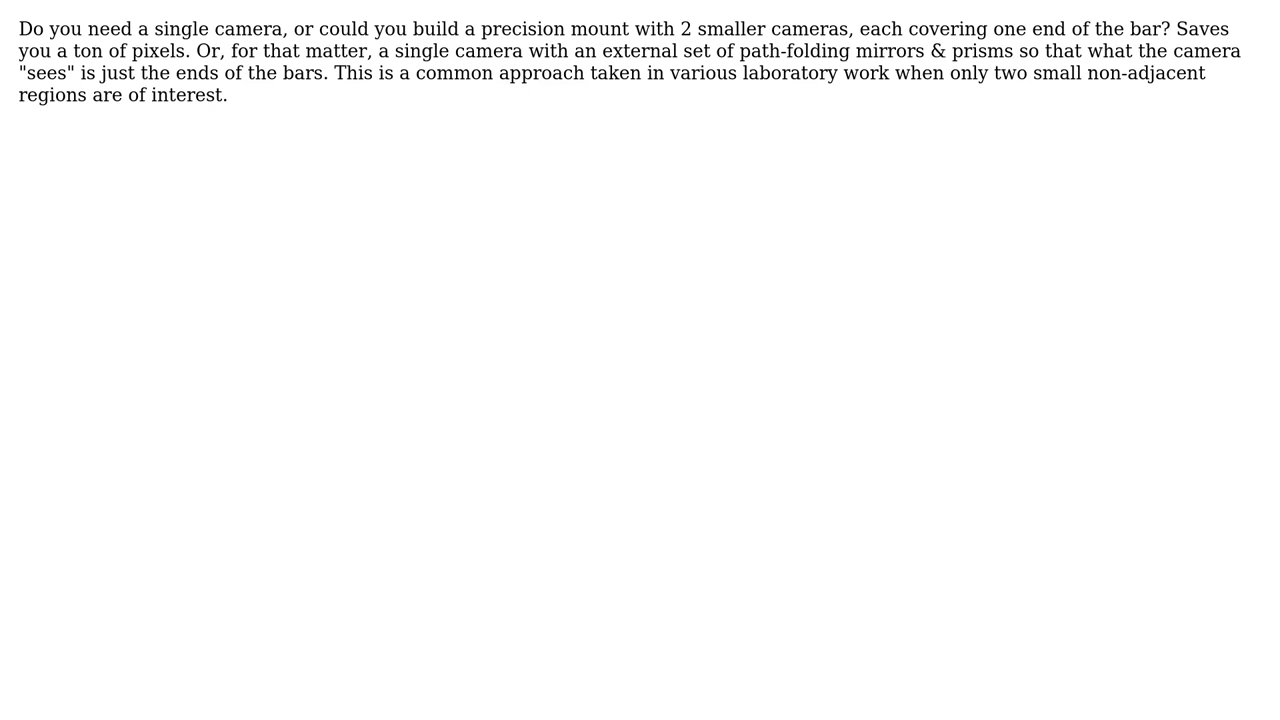 Do you need a single camera, or could you build a precision mount with 2 smaller cameras, each covering one end of the bar? Saves
you a ton of pixels. Or, for that matter, a single camera with an external set of path-folding mirrors & prisms so that what the camera
"sees" is just the ends of the bars. This is a common approach taken in various laboratory work when only two small non-adjacent
regions are of interest.